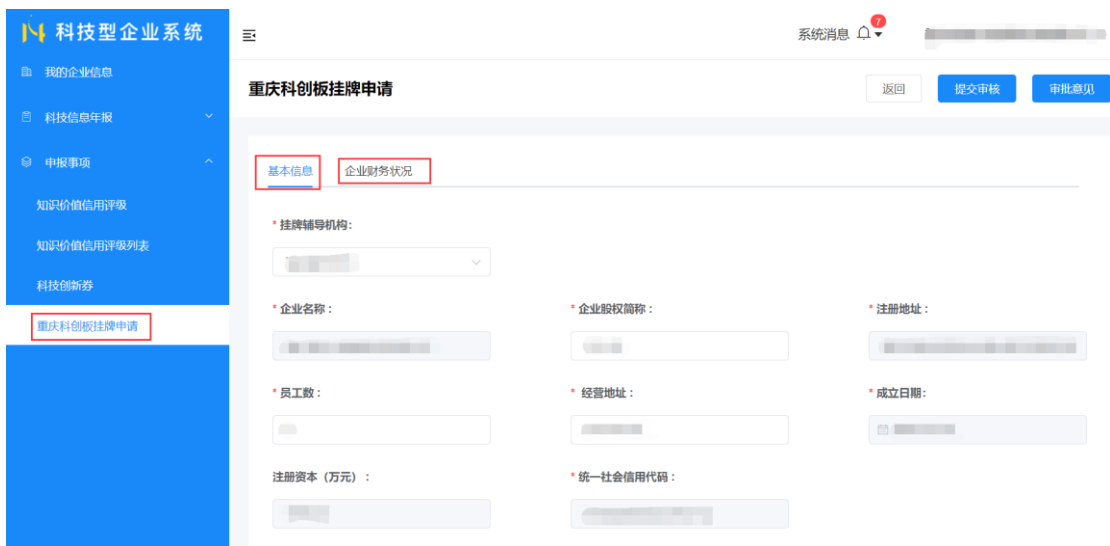 科技型企业系统
系统消息
7
我的企业信息
科技信息年报
申报事项
知识价值信用评级
知识价值信用评级列表
科技创新券
重庆科创板挂牌申请
重庆科创板挂牌申请
返回
提交审核
审批意见
基本信息
企业财务状况
* 挂牌辅导机构:
* 企业名称：
* 企业股权简称：
* 注册地址：
* 员工数：
* 经营地址：
* 成立日期:
注册资本（万元）：
* 统一社会信用代码：